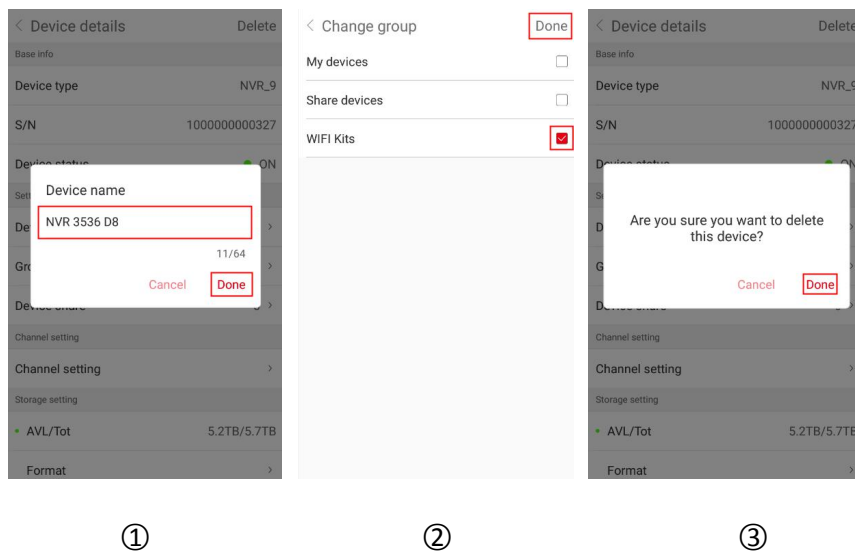 Device details Delete
Base info
Device type NVR_9
S/N 1000000000327
Device status ON
Device name
NVR 3536 D8
11/64
Cancel Done
Channel setting
Channel setting
Storage setting
AVL/Tot 5.2TB/5.7TB
Format
①
Change group Done
My devices
Share devices
WIFI Kits
②
Device details Delete
Base info
Device type NVR_9
S/N 1000000000327
Are you sure you want to delete
this device?
Cancel Done
Channel setting
Channel setting
Storage setting
AVL/Tot 5.2TB/5.7TB
Format
③